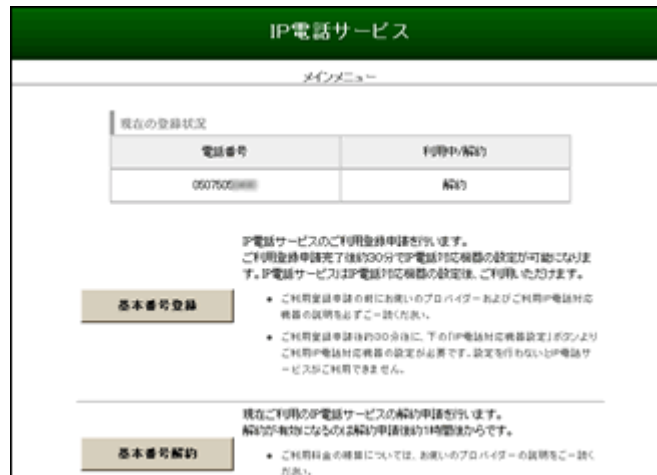 IP電話サービス
メインメニュー
現在の登録状況
電話番号
利用中/解約
0507505
解約
IP電話サービスのご利用登録申請を行います。
ご利用登録申請完了後約30分でIP電話対応機器の設定が可能になりま
す。IP電話サービスはIP電話対応機器の設定後、ご利用いただけます。
基本番号登録
● ご利用登録申請の前にお使いのプロバイダーおよびご利用IP電話対応
機器の説明を必ずご一読ください。
● ご利用登録申請後約30分後に、下の「IP電話対応機器設定」ボタンより
ご利用IP電話対応機器の設定が必要です。設定を行わないとIP電話サ
ービスがご利用できません。
現在ご利用のIP電話サービスの解約申請を行います。
解約が有効になるのは解約申請後約1時間後からです。
基本番号解約
● ご利用料金の精算については、お使いのプロバイダーの説明をご一読く
ださい。